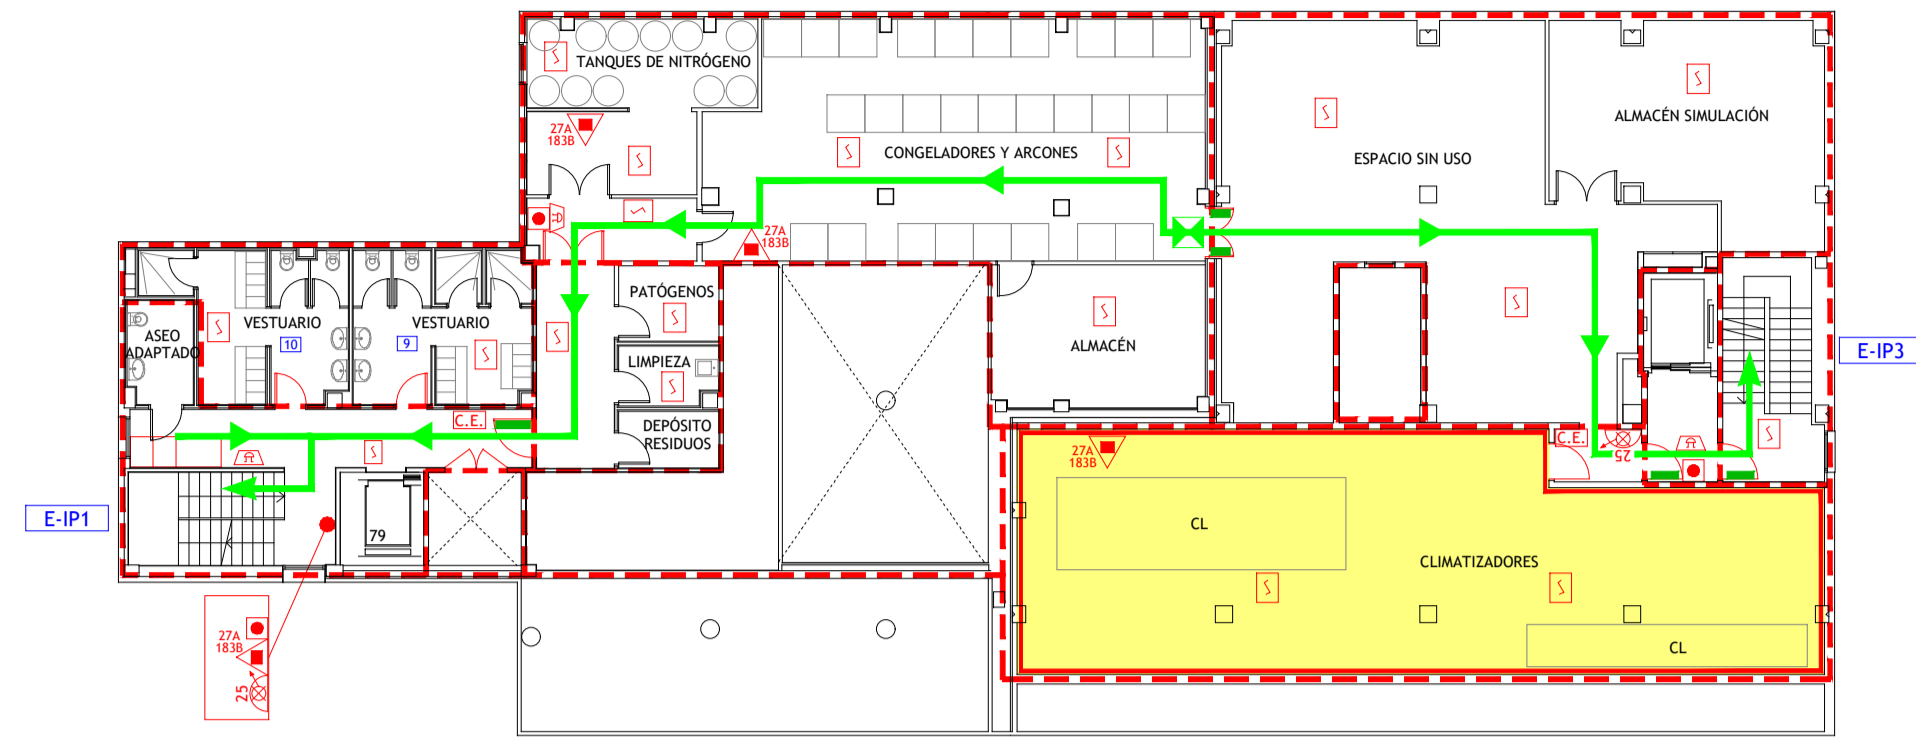 TANQUES DE NITRÓGENO
27A
183B
CONGELADORES Y ARCONES
ESPACIO SIN USO
ALMACÉN SIMULACIÓN
27A
183B
PATÓGENOS
LIMPIEZA
DEPÓSITO
RESIDUOS
ASEO
ADAPTADO
VESTUARIO
10
VESTUARIO
9
C.E.
ALMACÉN
E-IP3
C.E.
25
27A
183B
CL
CLIMATIZADORES
CL
E-IP1
79
27A
183B
25